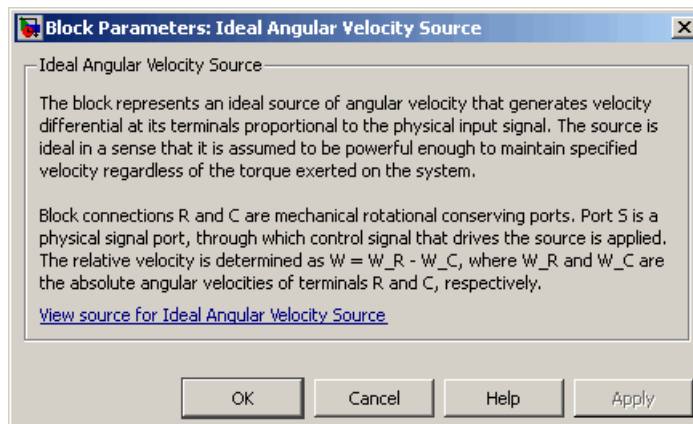 Block Parameters: Ideal Angular Velocity Source
Ideal Angular Velocity Source
The block represents an ideal source of angular velocity that generates velocity
differential at its terminals proportional to the physical input signal. The source is
ideal in a sense that it is assumed to be powerful enough to maintain specified
velocity regardless of the torque exerted on the system.
Block connections R and C are mechanical rotational conserving ports. Port S is a
physical signal port, through which control signal that drives the source is applied.
The relative velocity is determined as W = W_R - W_C, where W_R and W_C are
the absolute angular velocities of terminals R and C, respectively.
View source for Ideal Angular Velocity Source
OK Cancel Help Apply